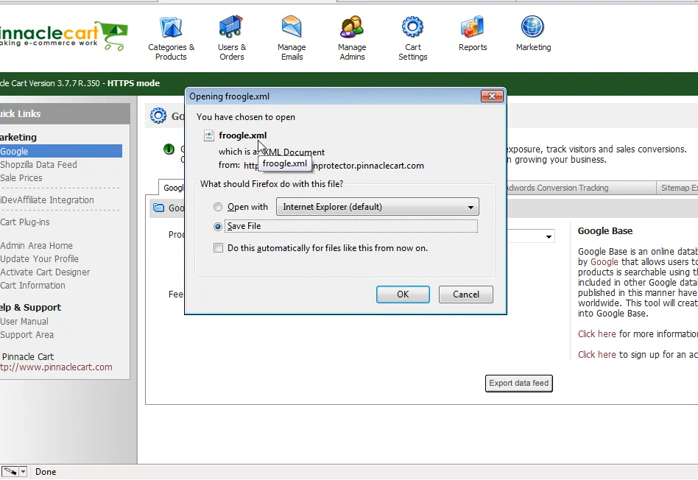 innaclecart
aking e-commerce work
Categories &
Products
Users &
Orders
Manage
Emails
Manage
Admins
Cart
Settings
Reports
Marketing
le Cart Version 3.7.7 R.350 - HTTPS mode
uick Links
arketing
Google
Shopzilla Data Feed
Sale Prices
iDevAffiliate Integration
Cart Plug-ins
Admin Area Home
Update Your Profile
Activate Cart Designer
Cart Information
elp & Support
User Manual
Support Area
Pinnacle Cart
tp://www.pinnaclecart.com
Go
C
exposure, track visitors and sales conversions.
n growing your business.
Googl
dwords Conversion Tracking
Sitemap E
Goo
Prod
Fee
Opening froogle.xml
You have chosen to open
froogle.xml
which is a: XML Document
froogle.xml
from: http
nprotector.pinnaclecart.com
What should Firefox do with this file?
Open with
Internet Explorer (default)
Save File
Do this automatically for files like this from now on.
OK
Cancel
Export data feed
Google Base
Google Base is an online datab
by Google that allows users to
products is searchable using th
included in other Google data
published in this manner have
worldwide. This tool will creat
into Google Base.
Click here for more information
Click here to sign up for an ac
Done